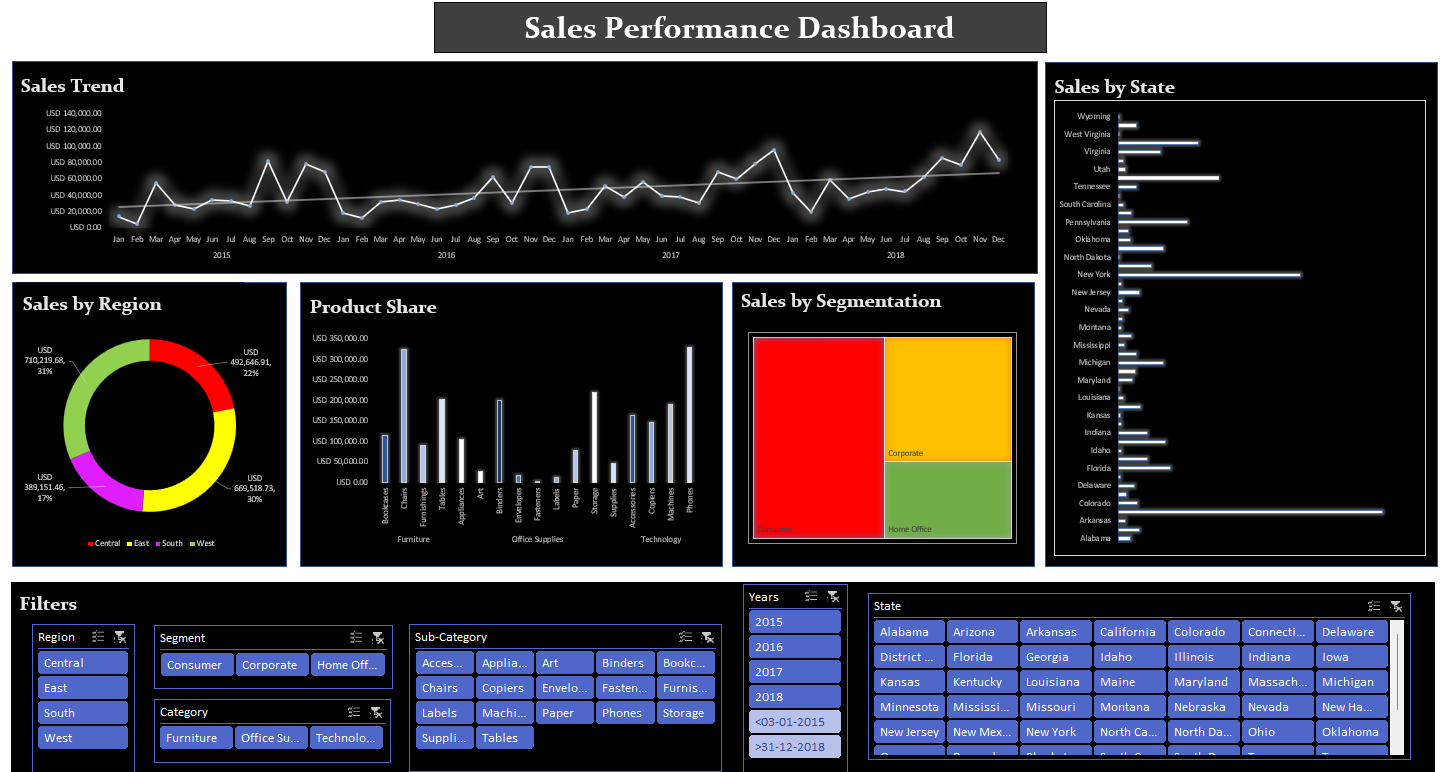 Sales Performance Dashboard
Sales Trend
USD 140,000.00
USD 120,000.00
USD 100,000.00
USD 80,000.00
USD 60,000.00
USD 40,000.00
USD 20,000.00
USD 0.00
Jan Feb Mar Apr May Jun Jul Aug Sep Oct Nov Dec Jan Feb Mar Apr May Jun Jul Aug Sep Oct Nov Dec Jan Feb Mar Apr May Jun Jul Aug Sep Oct Nov Dec Jan Feb Mar Apr May Jun Jul Aug Sep Oct Nov Dec
2015 2016 2017 2018
Sales by State
Wyoming
West Virginia
Virginia
Utah
Tennessee
South Carolina
Pennsylvania
Oklahoma
North Dakota
New York
New Jersey
Nevada
Montana
Mississippi
Michigan
Maryland
Louisiana
Kansas
Indiana
Idaho
Florida
Delaware
Colorado
Arkansas
Alabama
Sales by Region
USD
710,219.68,
31%
USD
492,646.91,
22%
USD
389,151.46,
17%
USD
669,518.73,
30%
Central East South West
Product Share
USD 350,000.00
USD 300,000.00
USD 250,000.00
USD 200,000.00
USD 150,000.00
USD 100,000.00
USD 50,000.00
USD 0.00
Bookcases
Chairs
Furnishings
Tables
Appliances
Art
Binders
Envelopes
Fasteners
Labels
Paper
Storage
Supplies
Accessories
Copiers
Machines
Phones
Furniture Office Supplies Technology
Sales by Segmentation
Corporate
Consumer
Home Office
Filters
Region
Central
East
South
West
Segment
Consumer Corporate Home Off...
Category
Furniture Office Su... Technolo...
Sub-Category
Acces... Applia... Art Binders Bookc...
Chairs Copiers Envelo... Fasten... Furnis...
Labels Machi... Paper Phones Storage
Suppli... Tables
Years
2015
2016
2017
2018
<03-01-2015
>31-12-2018
State
Alabama Arizona Arkansas California Colorado Connecti... Delaware
District ... Florida Georgia Idaho Illinois Indiana Iowa
Kansas Kentucky Louisiana Maine Maryland Massach... Michigan
Minnesota Mississi... Missouri Montana Nebraska Nevada New Ha...
New Jersey New Mex... New York North Ca... North Da... Ohio Oklahoma